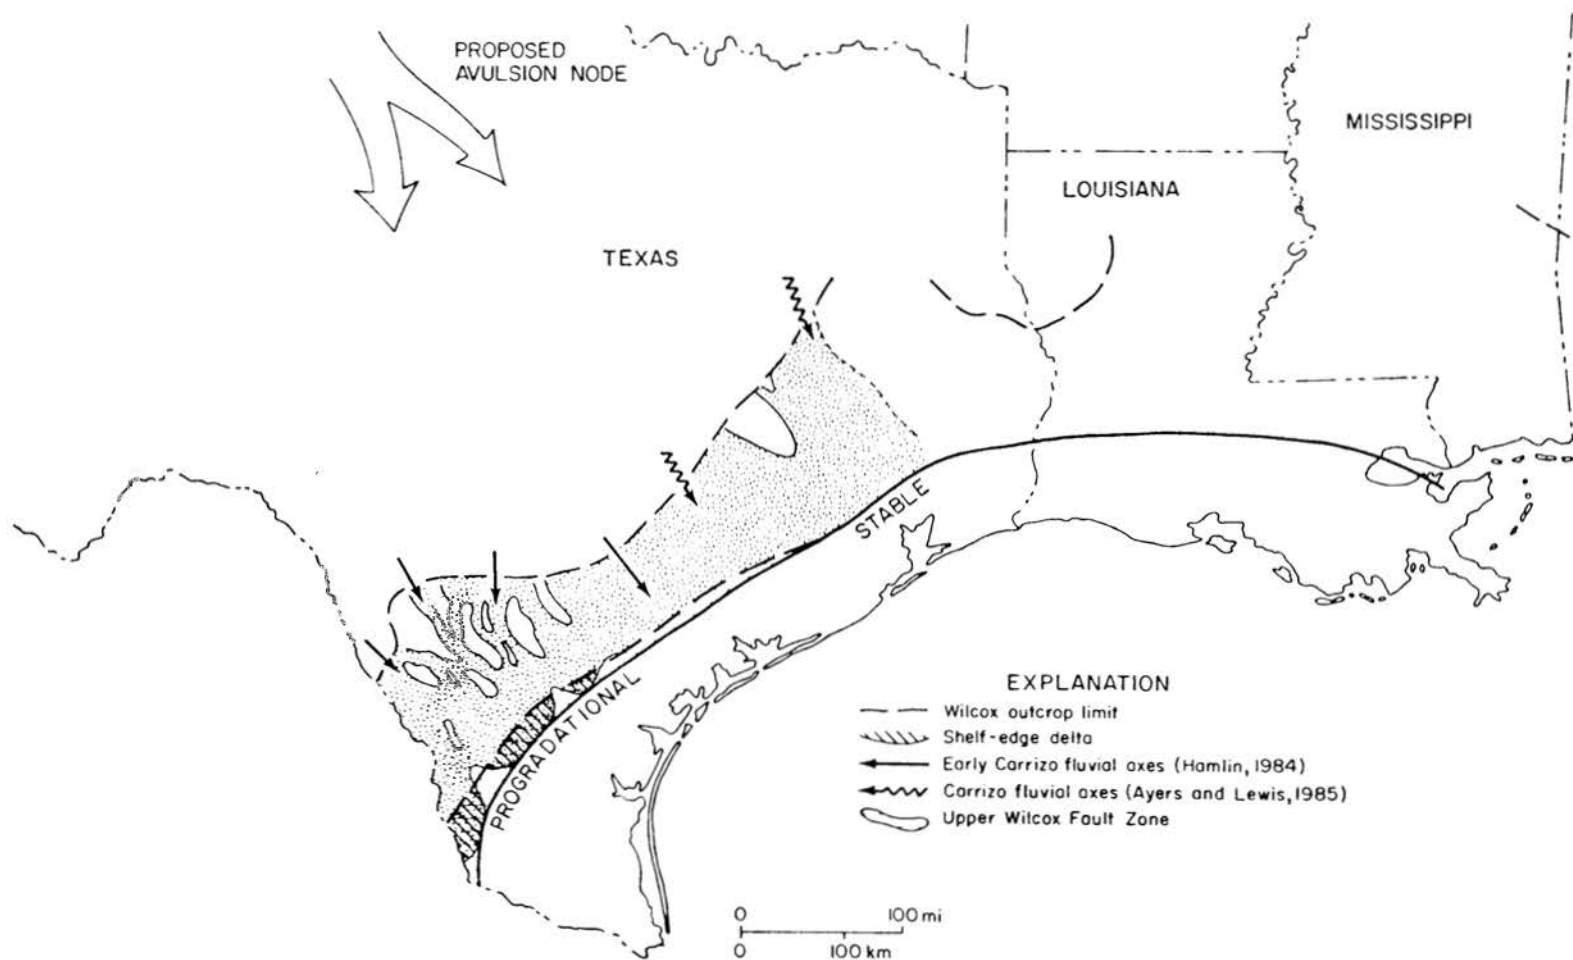 PROPOSED
AVULSION NODE
MISSISSIPPI
LOUISIANA
TEXAS
STABLE
PROGRADATIONAL
EXPLANATION
Wilcox outcrop limit
Shelf-edge delta
Early Carrizo fluvial axes (Hamlin, 1984)
Carrizo fluvial axes (Ayers and Lewis, 1985)
Upper Wilcox Fault Zone
0 100 mi
0 100 km